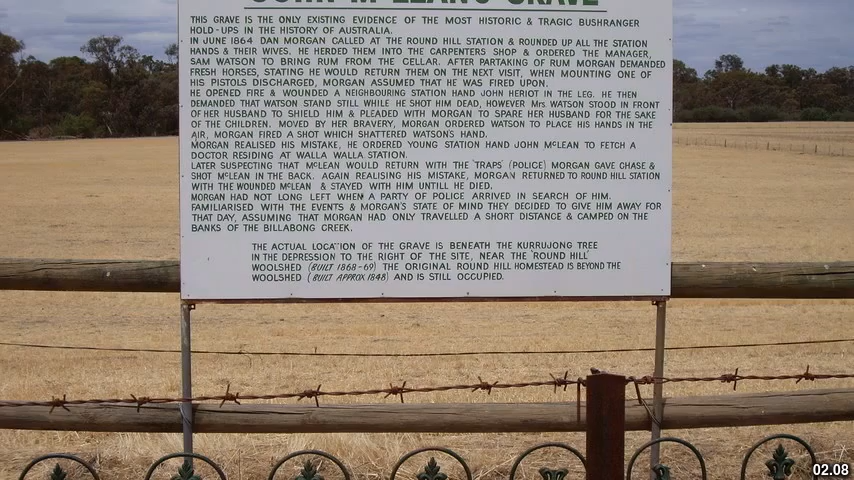 JOHN McLEAN'S GRAVE
THIS GRAVE IS THE ONLY EXISTING EVIDENCE OF THE MOST HISTORIC & TRAGIC BUSHRANGER
HOLD-UPS IN THE HISTORY OF AUSTRALIA.
IN JUNE 1864 DAN MORGAN CALLED AT THE ROUND HILL STATION & ROUNDED UP ALL THE STATION
HANDS & THEIR WIVES. HE HERDED THEM INTO THE CARPENTERS SHOP & ORDERED THE MANAGER,
SAM WATSON TO BRING RUM FROM THE CELLAR. AFTER PARTAKING OF RUM MORGAN DEMANDED
FRESH HORSES, STATING HE WOULD RETURN THEM ON THE NEXT VISIT, WHEN MOUNTING ONE OF
HIS PISTOLS DISCHARGED, MORGAN ASSUMED THAT HE WAS FIRED UPON.
HE OPENED FIRE & WOUNDED A NEIGHBOURING STATION HAND JOHN HERIOT IN THE LEG. HE THEN
DEMANDED THAT WATSON STAND STILL WHILE HE SHOT HIM DEAD, HOWEVER Mrs WATSON STOOD IN FRONT
OF HER HUSBAND TO SHIELD HIM & PLEADED WITH MORGAN TO SPARE HER HUSBAND FOR THE SAKE
OF THE CHILDREN. MOVED BY HER BRAVERY, MORGAN ORDERED WATSON TO PLACE HIS HANDS IN THE
AIR, MORGAN FIRED A SHOT WHICH SHATTERED WATSON'S HAND.
MORGAN REALISED HIS MISTAKE, HE ORDERED YOUNG STATION HAND JOHN McLEAN TO FETCH A
DOCTOR RESIDING AT WALLA WALLA STATION.
LATER SUSPECTING THAT McLEAN WOULD RETURN WITH THE 'TRAPS' (POLICE) MORGAN GAVE CHASE &
SHOT McLEAN IN THE BACK. AGAIN REALISING HIS MISTAKE, MORGAN RETURNED TO ROUND HILL STATION
WITH THE WOUNDED McLEAN & STAYED WITH HIM UNTILL HE DIED.
MORGAN HAD NOT LONG LEFT WHEN A PARTY OF POLICE ARRIVED IN SEARCH OF HIM.
FAMILIARISED WITH THE EVENTS & MORGAN'S STATE OF MIND THEY DECIDED TO GIVE HIM AWAY FOR
THAT DAY, ASSUMING THAT MORGAN HAD ONLY TRAVELLED A SHORT DISTANCE & CAMPED ON THE
BANKS OF THE BILLABONG CREEK.
THE ACTUAL LOCATION OF THE GRAVE IS BENEATH THE KURRUJONG TREE
IN THE DEPRESSION TO THE RIGHT OF THE SITE, NEAR THE 'ROUND HILL'
WOOLSHED (BUILT 1868-69) THE ORIGINAL ROUND HILL HOMESTEAD IS BEYOND THE
WOOLSHED (BUILT APPROX 1848) AND IS STILL OCCUPIED.
02.08